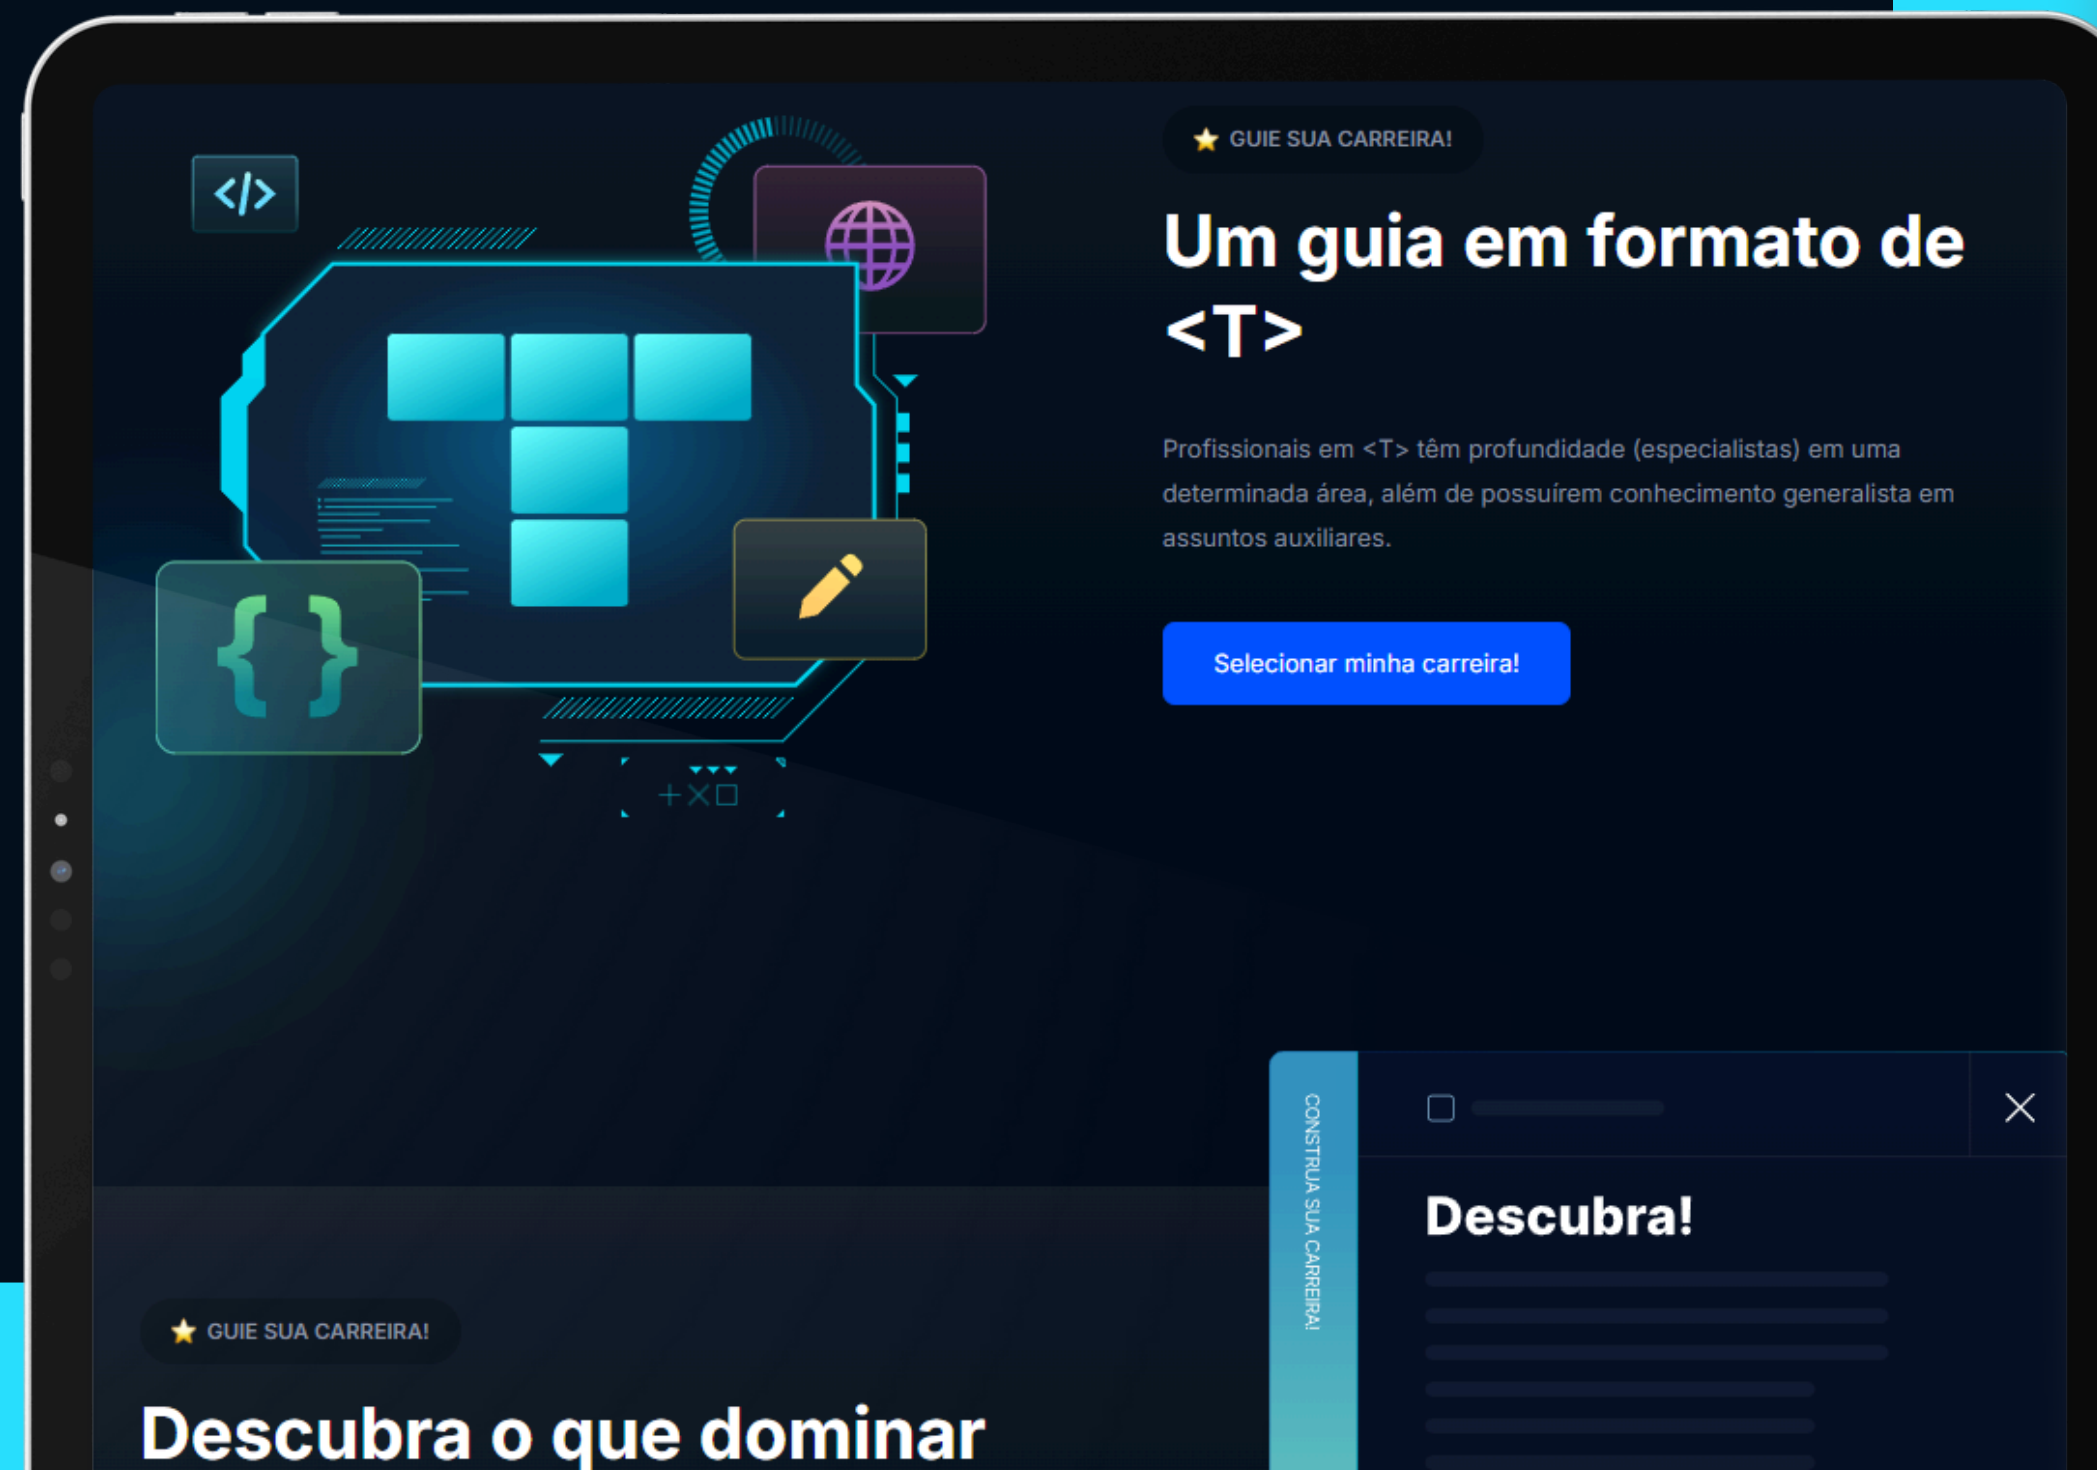 </>
{ }
⭐ GUIE SUA CARREIRA!
Um guia em formato de
<T>
Profissionais em <T> têm profundidade (especialistas) em uma
determinada área, além de possuírem conhecimento generalista em
assuntos auxiliares.
Selecionar minha carreira!
CONSTRUA SUA CARREIRA!
Descubra!
⭐ GUIE SUA CARREIRA!
Descubra o que dominar